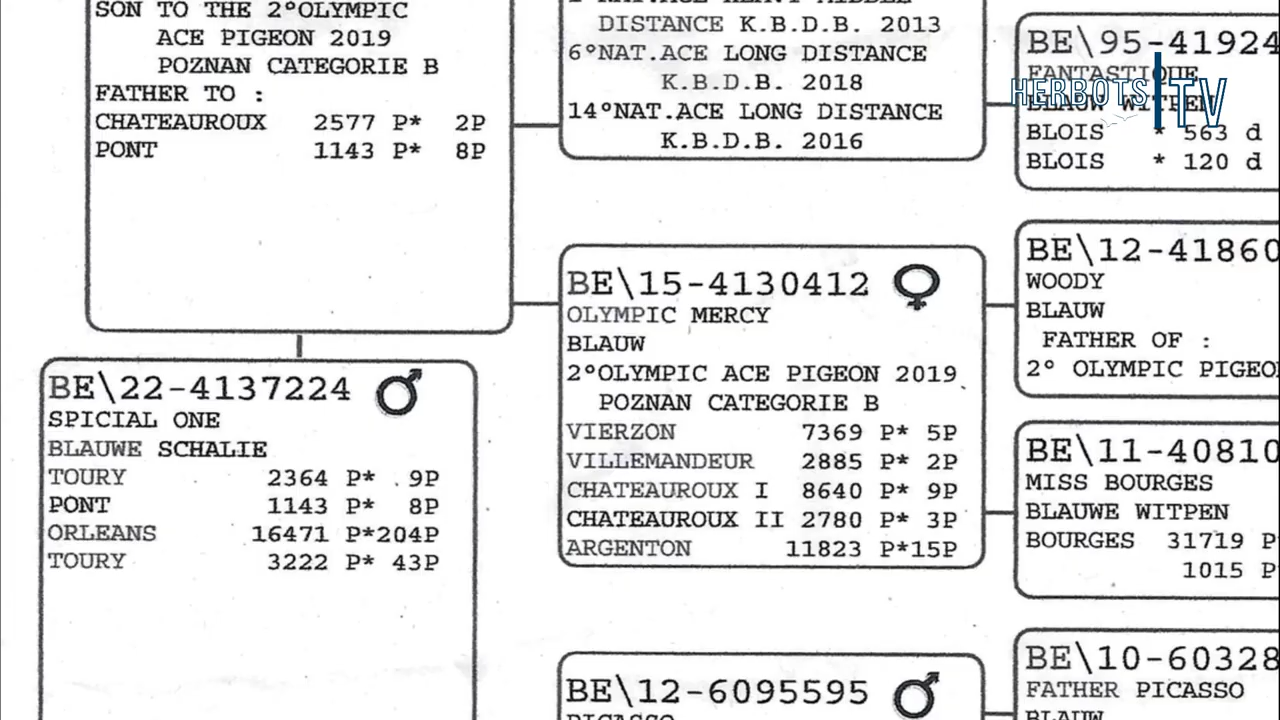 SON TO THE 2°OLYMPIC
ACE PIGEON 2019
POZNAN CATEGORIE B
FATHER TO :
CHATEAUROUX 2577 P* 2P
PONT 1143 P* 8P
BE\22-4137224 ♂
SPICIAL ONE
BLAUWE SCHALIE
TOURY 2364 P* . 9P
PONT 1143 P* 8P
ORLEANS 16471 P*204P
TOURY 3222 P* 43P
DISTANCE K.B.D.B. 2013
6°NAT.ACE LONG DISTANCE
K.B.D.B. 2018
14°NAT.ACE LONG DISTANCE
K.B.D.B. 2016
BE\15-4130412 ♀
OLYMPIC MERCY
BLAUW
2°OLYMPIC ACE PIGEON 2019
POZNAN CATEGORIE B
VIERZON 7369 P* 5P
VILLEMANDEUR 2885 P* 2P
CHATEAUROUX I 8640 P* 9P
CHATEAUROUX II 2780 P* 3P
ARGENTON 11823 P*15P
BE\12-6095595 ♂
PICASSO
BE\95-41924
FANTASTIQUE
BLAUW WITPEN
BLOIS * 563 d
BLOIS * 120 d
BE\12-41860
WOODY
BLAUW
FATHER OF :
2° OLYMPIC PIGEO
BE\11-40810
MISS BOURGES
BLAUWE WITPEN
BOURGES 31719 P
1015 P
BE\10-60328
FATHER PICASSO
BLAUW
HERBOTS TV